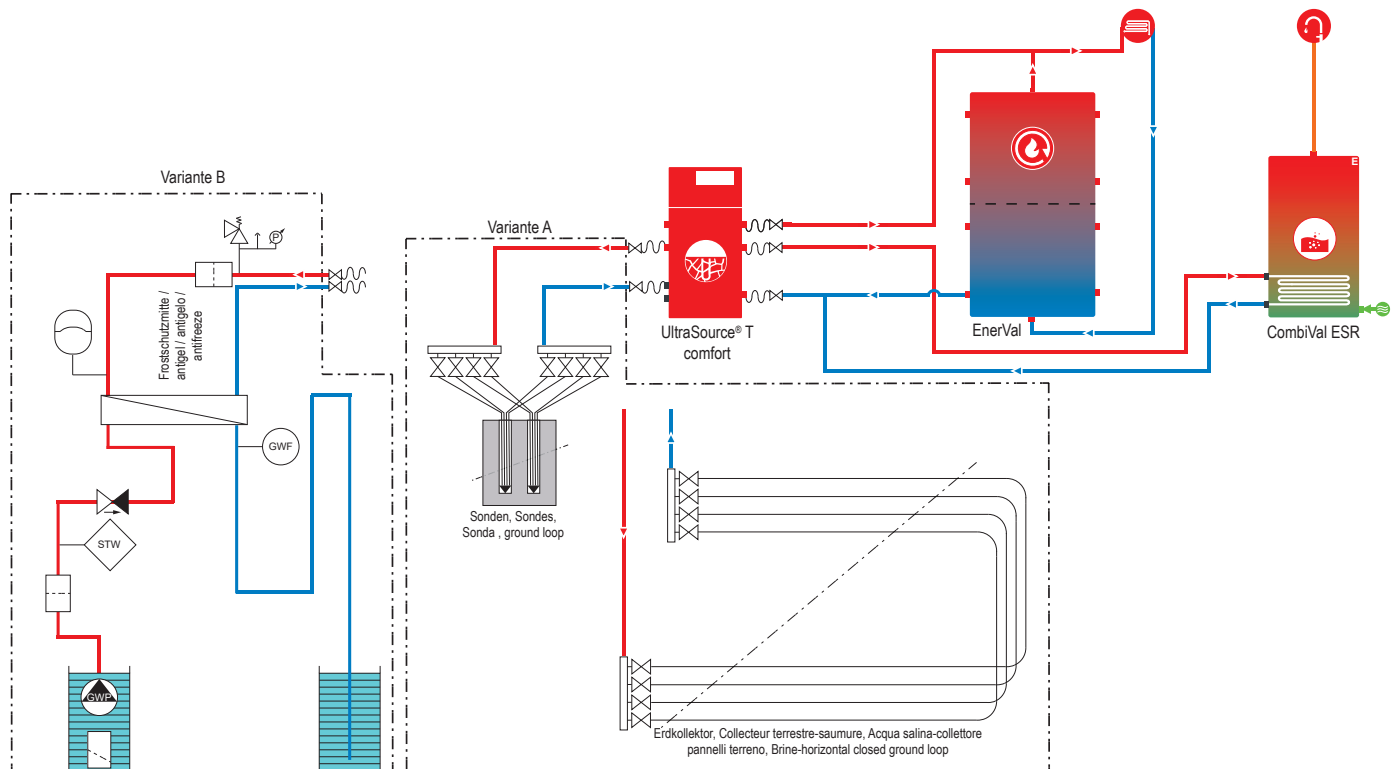 Variante B
P
Frostschutzmitte /
antigel / antigelo /
antifreeze
GWF
STW
GWP
Variante A
Sonden, Sondes,
Sonda , ground loop
UltraSource® T
comfort
EnerVal
1
E
CombiVal ESR
Erdkollektor, Collecteur terrestre-saumure, Acqua salina-collettore
pannelli terreno, Brine-horizontal closed ground loop